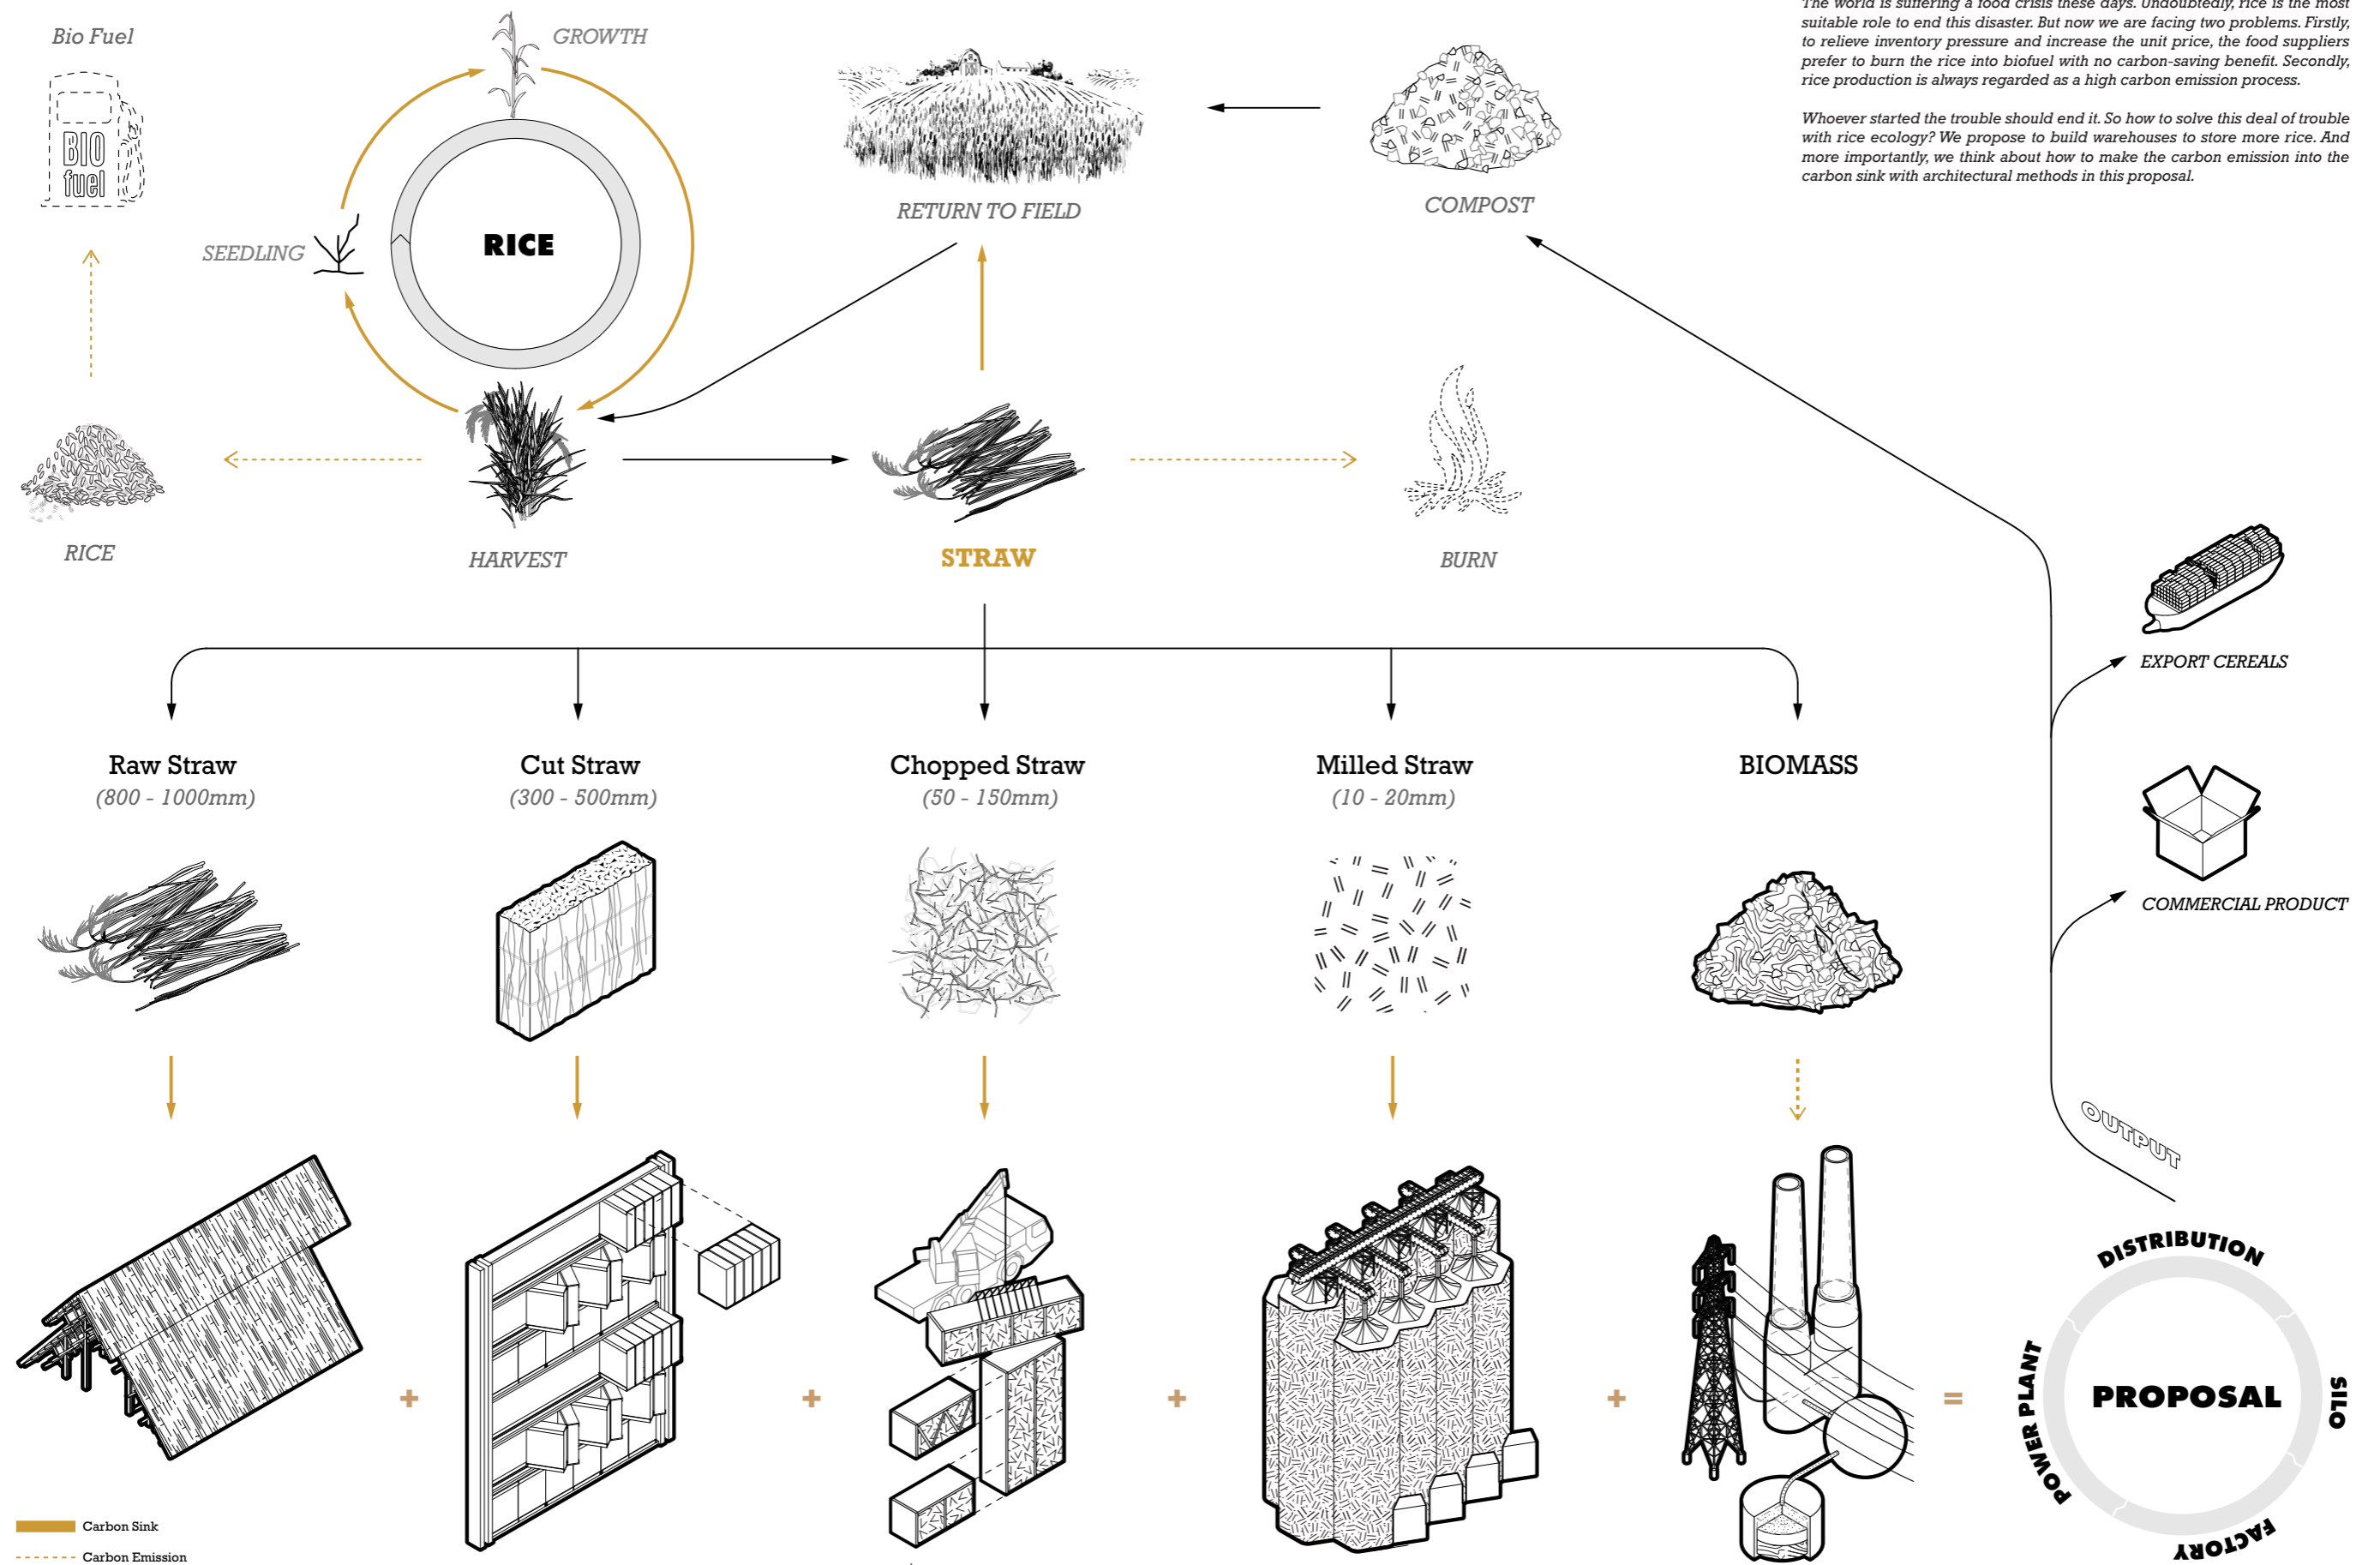 The world is suffering a food crisis these days. Undoubtedly, rice is the most
suitable role to end this disaster. But now we are facing two problems. Firstly,
to relieve inventory pressure and increase the unit price, the food suppliers
prefer to burn the rice into biofuel with no carbon-saving benefit. Secondly,
rice production is always regarded as a high carbon emission process.
Whoever started the trouble should end it. So how to solve this deal of trouble
with rice ecology? We propose to build warehouses to store more rice. And
more importantly, we think about how to make the carbon emission into the
carbon sink with architectural methods in this proposal.
Bio Fuel
GROWTH
BIO
fuel
RETURN TO FIELD
COMPOST
SEEDLING
RICE
RICE
HARVEST
STRAW
BURN
EXPORT CEREALS
Raw Straw
(800 - 1000mm)
Cut Straw
(300 - 500mm)
Chopped Straw
(50 - 150mm)
Milled Straw
(10 - 20mm)
BIOMASS
COMMERCIAL PRODUCT
OUTPUT
DISTRIBUTION
SILO
FACTORY
POWER PLANT
PROPOSAL
+
+
+
+
=
Carbon Sink
Carbon Emission